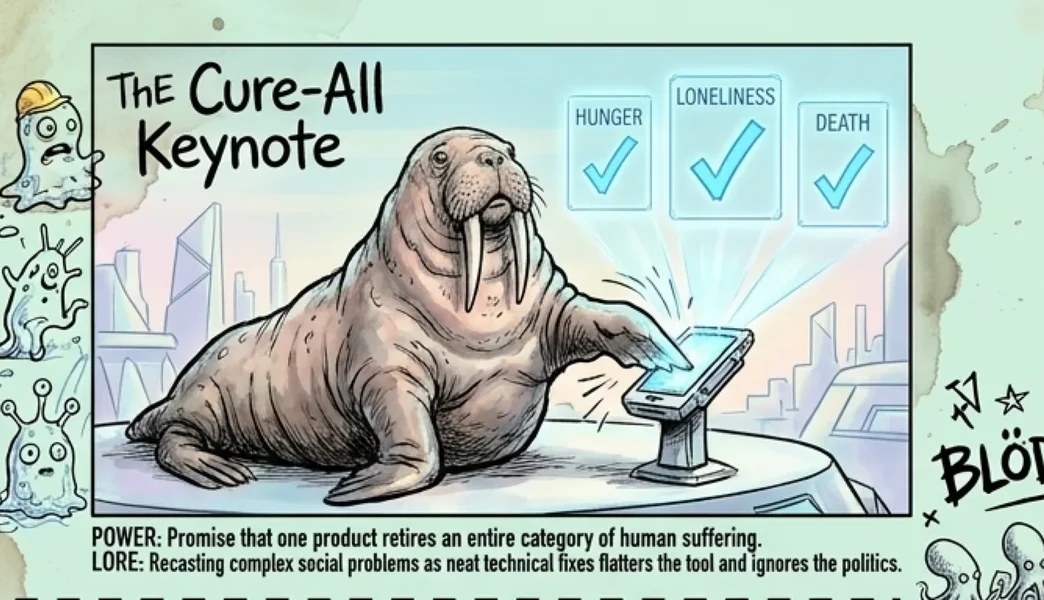 The Cure-All
Keynote
HUNGER
LONELINESS
DEATH
POWER: Promise that one product retires an entire category of human suffering.
LORE: Recasting complex social problems as neat technical fixes flatters the tool and ignores the politics.